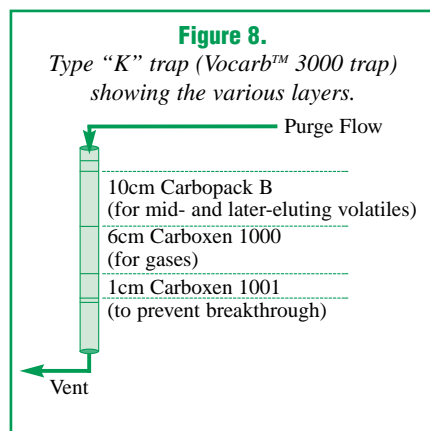 Figure 8.
Type “K” trap (Vocarb™ 3000 trap)
showing the various layers.
Purge Flow
10cm Carbopack B
(for mid- and later-eluting volatiles)
6cm Carboxen 1000
(for gases)
1cm Carboxen 1001
(to prevent breakthrough)
Vent